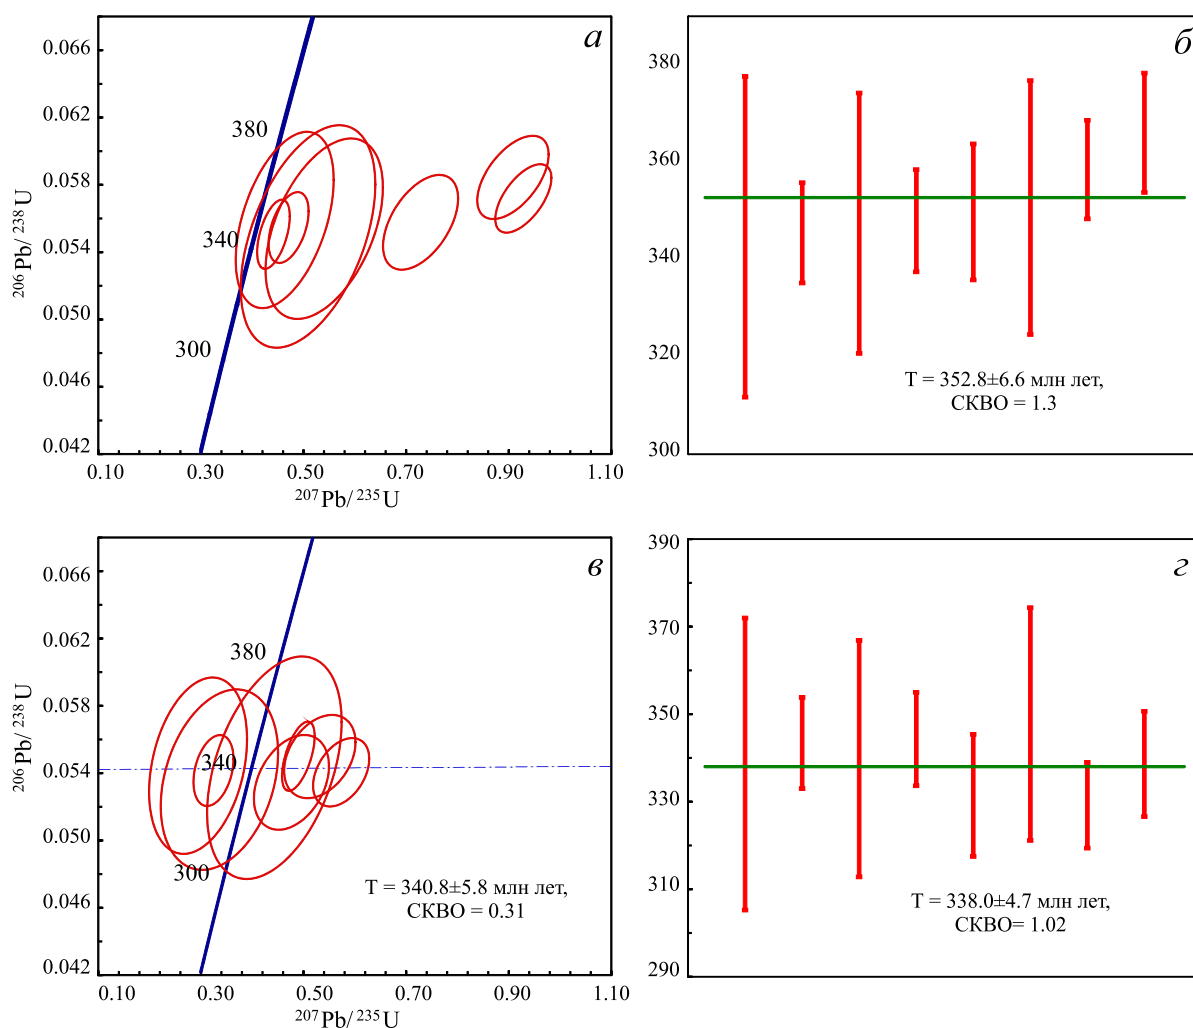 а
0.066
0.062
0.058
0.054
0.050
0.046
0.042
380
340
300
0.10 0.30 0.50 0.70 0.90 1.10
206Pb/238U
207Pb/235U
б
380
360
340
320
300
T = 352.8±6.6 млн лет,
СКВО = 1.3
в
0.066
0.062
0.058
0.054
0.050
0.046
0.042
380
340
300
T = 340.8±5.8 млн лет,
СКВО = 0.31
0.10 0.30 0.50 0.70 0.90 1.10
206Pb/238U
207Pb/235U
г
390
370
350
330
310
290
T = 338.0±4.7 млн лет,
СКВО= 1.02